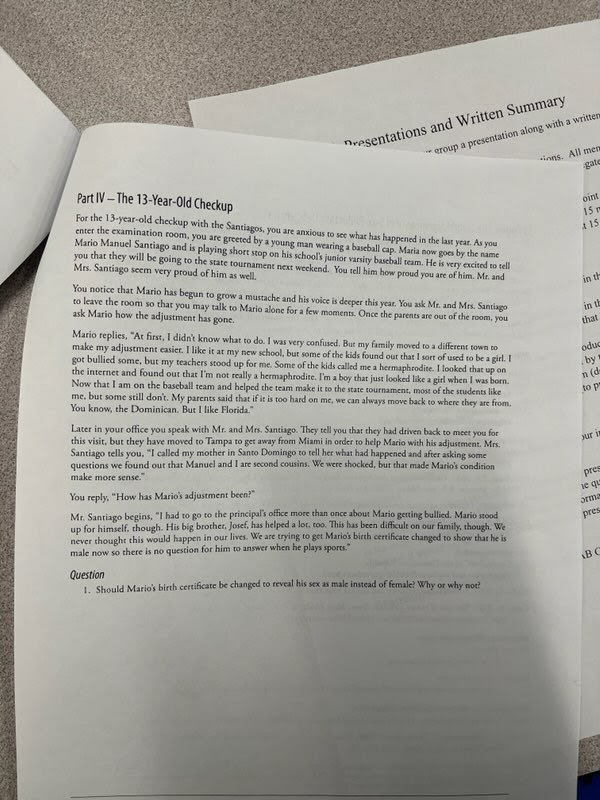 Presentations and Written Summary
group a presentation along with a written
ions. All mem
gate
oint
15 m
t 15
in th
in th
that
oduc
by t
n (d
to p
our i
pres
e qu
orma
pres
AB C
Part IV – The 13-Year-Old Checkup
For the 13-year-old checkup with the Santiagos, you are anxious to see what has happened in the last year. As you
enter the examination room, you are greeted by a young man wearing a baseball cap. Maria now goes by the name
Mario Manuel Santiago and is playing short stop on his school's junior varsity baseball team. He is very excited to tell
you that they will be going to the state tournament next weekend. You tell him how proud you are of him. Mr. and
Mrs. Santiago seem very proud of him as well.
You notice that Mario has begun to grow a mustache and his voice is deeper this year. You ask Mr. and Mrs. Santiago
to leave the room so that you may talk to Mario alone for a few moments. Once the parents are out of the room, you
ask Mario how the adjustment has gone.
Mario replies, "At first, I didn't know what to do. I was very confused. But my family moved to a different town to
make my adjustment easier. I like it at my new school, but some of the kids found out that I sort of used to be a girl. I
got bullied some, but my teachers stood up for me. Some of the kids called me a hermaphrodite. I looked that up on
the internet and found out that I'm not really a hermaphrodite. I'm a boy that just looked like a girl when I was born.
Now that I am on the baseball team and helped the team make it to the state tournament, most of the students like
me, but some still don't. My parents said that if it is too hard on me, we can always move back to where they are from.
You know, the Dominican. But I like Florida."
Later in your office you speak with Mr. and Mrs. Santiago. They tell you that they had driven back to meet you for
this visit, but they have moved to Tampa to get away from Miami in order to help Mario with his adjustment. Mrs.
Santiago tells you, "I called my mother in Santo Domingo to tell her what had happened and after asking some
questions we found out that Manuel and I are second cousins. We were shocked, but that made Mario's condition
make more sense."
You reply, "How has Mario's adjustment been?"
Mr. Santiago begins, "I had to go to the principal's office more than once about Mario getting bullied. Mario stood
up for himself, though. His big brother, Josef, has helped a lot, too. This has been difficult on our family, though. We
never thought this would happen in our lives. We are trying to get Mario's birth certificate changed to show that he is
male now so there is no question for him to answer when he plays sports."
Question
1. Should Mario's birth certificate be changed to reveal his sex as male instead of female? Why or why not?